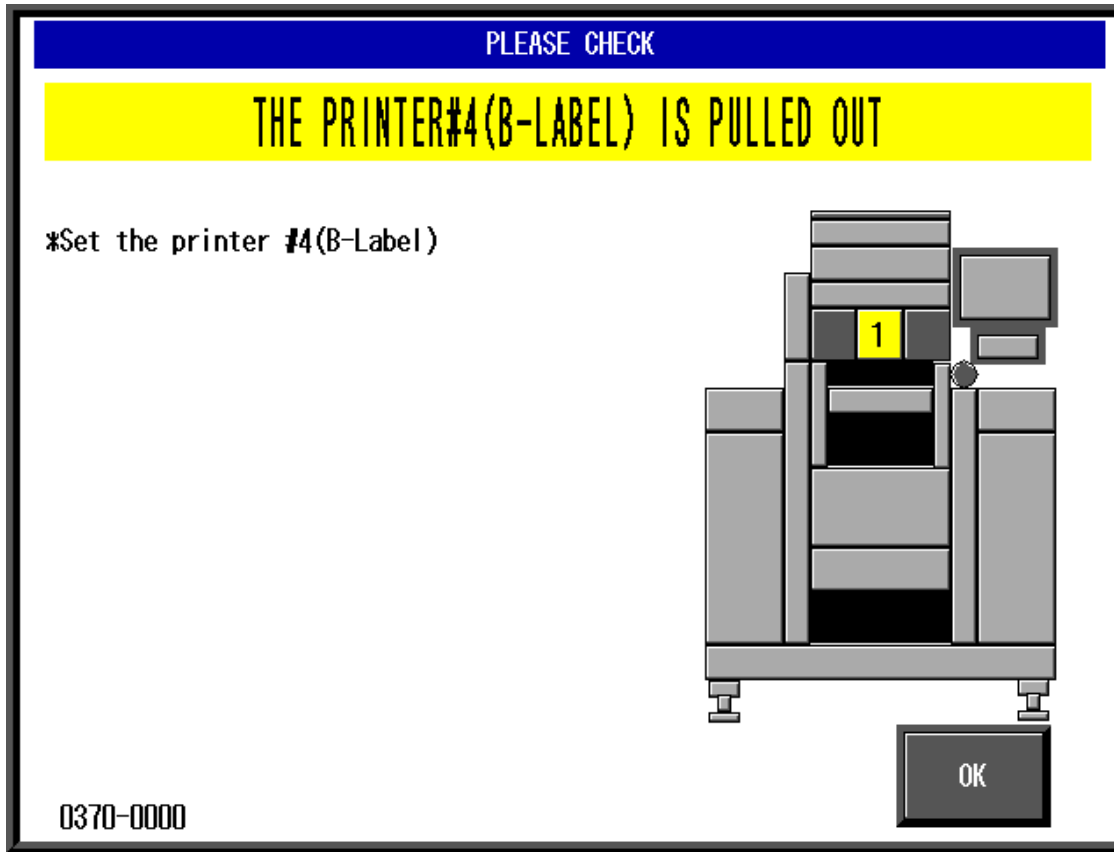 PLEASE CHECK
THE PRINTER#4(B-LABEL) IS PULLED OUT
*Set the printer #4(B-Label)
1
OK
0370-0000